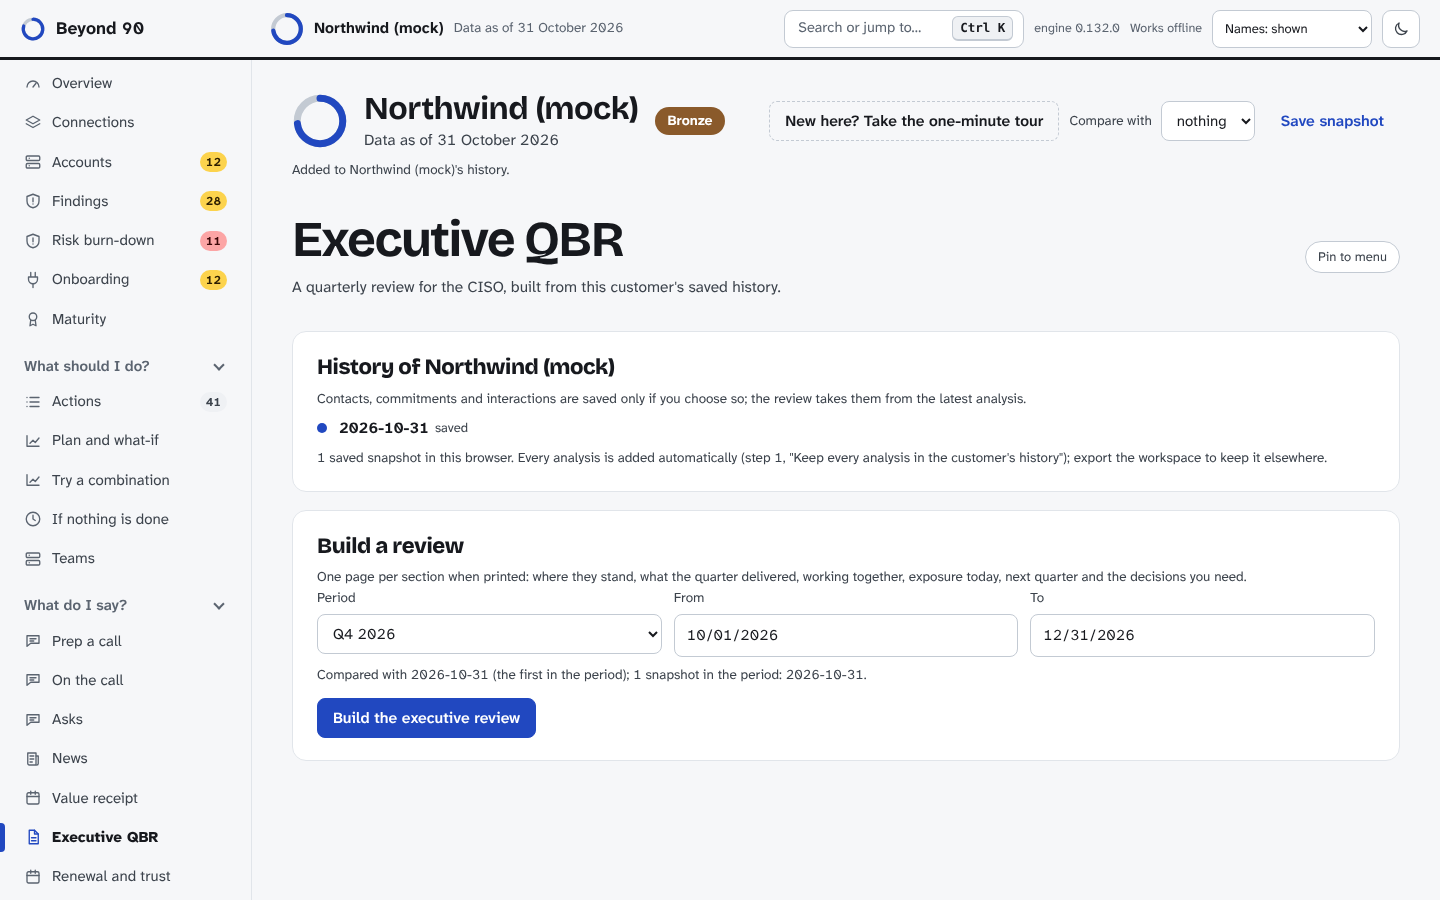 Beyond 90
Northwind (mock) Data as of 31 October 2026
Search or jump to... Ctrl K
engine 0.132.0 Works offline
Names: shown
Overview
Connections
Accounts 12
Findings 28
Risk burn-down 11
Onboarding 12
Maturity
What should I do?
Actions 41
Plan and what-if
Try a combination
If nothing is done
Teams
What do I say?
Prep a call
On the call
Asks
News
Value receipt
Executive QBR
Renewal and trust
Northwind (mock)
Data as of 31 October 2026
Bronze
New here? Take the one-minute tour
Compare with nothing
Save snapshot
Added to Northwind (mock)'s history.
Executive QBR
A quarterly review for the CISO, built from this customer's saved history.
Pin to menu
History of Northwind (mock)
Contacts, commitments and interactions are saved only if you choose so; the review takes them from the latest analysis.
2026-10-31 saved
1 saved snapshot in this browser. Every analysis is added automatically (step 1, "Keep every analysis in the customer's history"); export the workspace to keep it elsewhere.
Build a review
One page per section when printed: where they stand, what the quarter delivered, working together, exposure today, next quarter and the decisions you need.
Period From To
Q4 2026 10/01/2026 12/31/2026
Compared with 2026-10-31 (the first in the period); 1 snapshot in the period: 2026-10-31.
Build the executive review